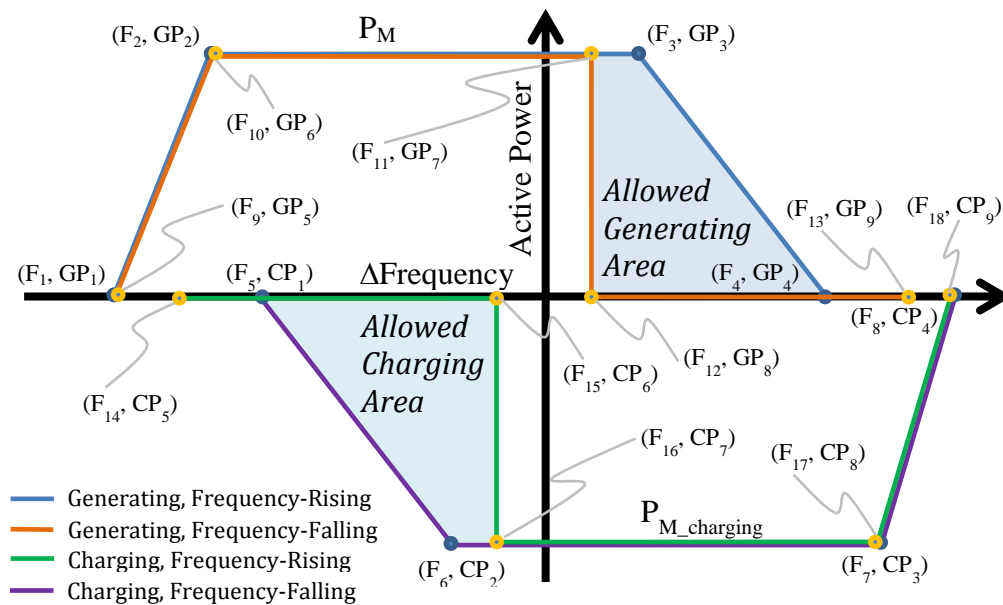 (F₂, GP₂)
P_M
(F₃, GP₃)
(F₁₀, GP₆)
(F₁₁, GP₇)
Active Power
Allowed
Generating
Area
(F₉, GP₅)
(F₁₃, GP₉)
(F₁₈, CP₉)
(F₁, GP₁)
(F₅, CP₁)
ΔFrequency
(F₄, GP₄)
(F₈, CP₄)
Allowed
Charging
Area
(F₁₄, CP₅)
(F₁₅, CP₆)
(F₁₂, GP₈)
(F₁₆, CP₇)
(F₁₇, CP₈)
P_M_charging
(F₆, CP₂)
(F₇, CP₃)
Generating, Frequency-Rising
Generating, Frequency-Falling
Charging, Frequency-Rising
Charging, Frequency-Falling